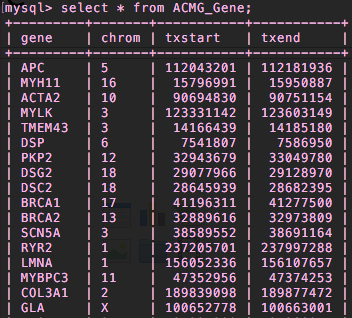 mysql> select * from ACMG_Gene;
+---------+-------+-----------+-----------+
| gene | chrom | txstart | txend |
+---------+-------+-----------+-----------+
| APC | 5 | 112043201 | 112181936 |
| MYH11 | 16 | 15796991 | 15950887 |
| ACTA2 | 10 | 90694830 | 90751154 |
| MYLK | 3 | 123331142 | 123603149 |
| TMEM43 | 3 | 14166439 | 14185180 |
| DSP | 6 | 7541807 | 7586950 |
| PKP2 | 12 | 32943679 | 33049780 |
| DSG2 | 18 | 29077966 | 29128970 |
| DSC2 | 18 | 28645939 | 28682395 |
| BRCA1 | 17 | 41196311 | 41277500 |
| BRCA2 | 13 | 32889616 | 32973809 |
| SCN5A | 3 | 38589552 | 38691164 |
| RYR2 | 1 | 237205701 | 237997288 |
| LMNA | 1 | 156052336 | 156107657 |
| MYBPC3 | 11 | 47352956 | 47374253 |
| COL3A1 | 2 | 189839098 | 189877472 |
| GLA | X | 100652778 | 100663001 |